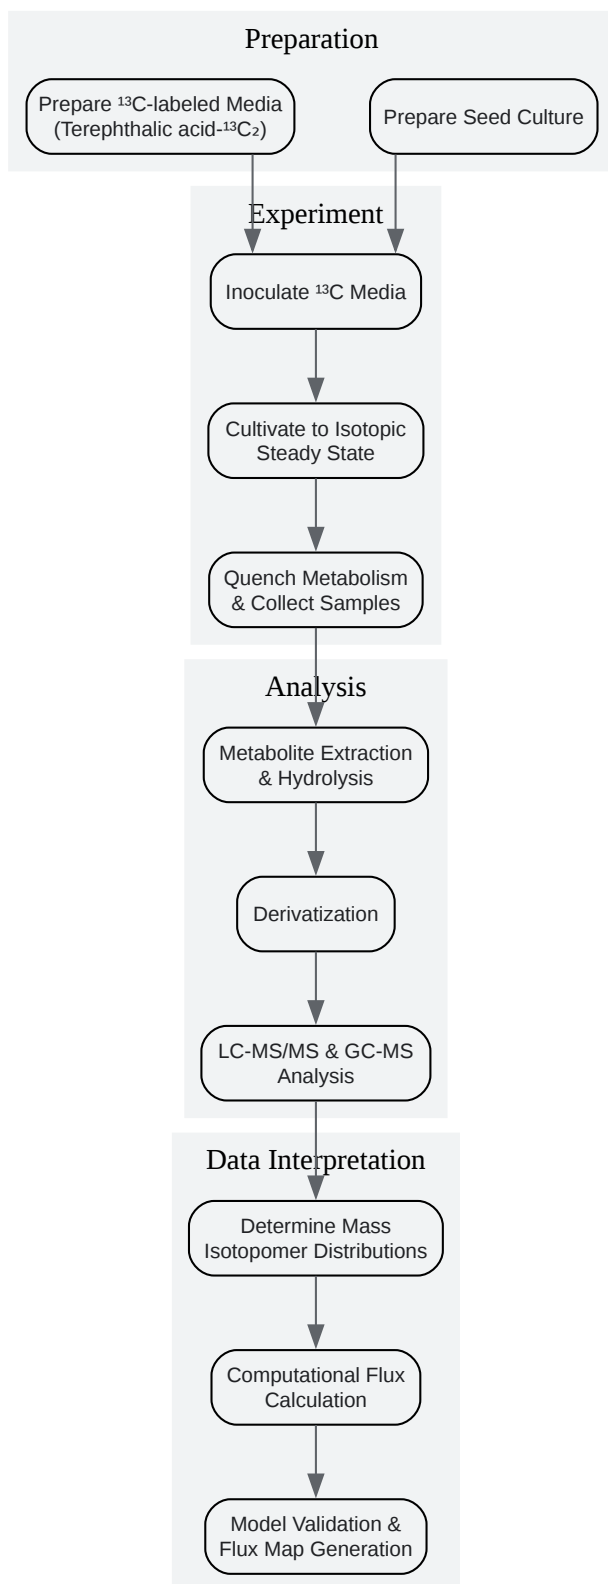 Preparation
Prepare ¹³C-labeled Media
(Terephthalic acid-¹³C₂)
Prepare Seed Culture
Experiment
Inoculate ¹³C Media
Cultivate to Isotopic
Steady State
Quench Metabolism
& Collect Samples
Analysis
Metabolite Extraction
& Hydrolysis
Derivatization
LC-MS/MS & GC-MS
Analysis
Data Interpretation
Determine Mass
Isotopomer Distributions
Computational Flux
Calculation
Model Validation &
Flux Map Generation